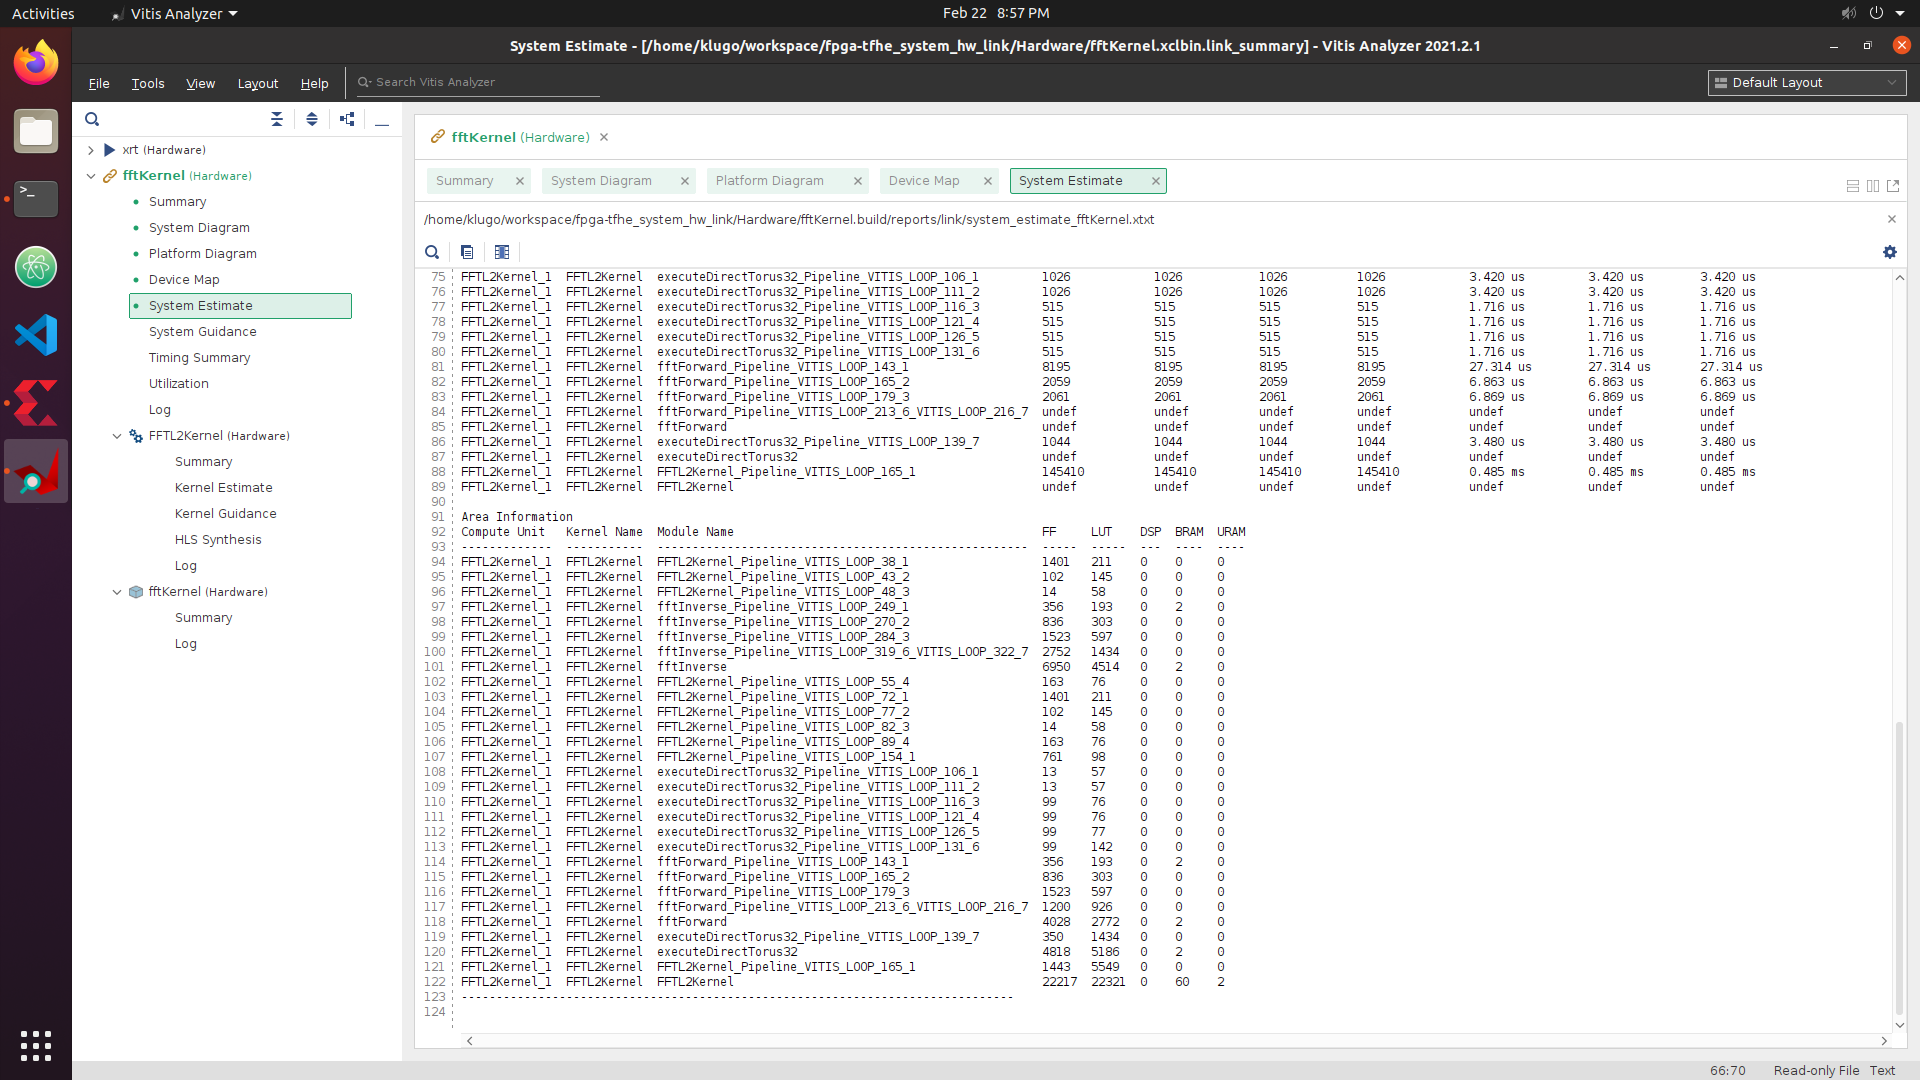 Activities Vitis Analyzer Feb 22 8:57 PM
System Estimate - [/home/klugo/workspace/fpga-tfhe_system_hw_link/Hardware/fftKernel.xclbin.link_summary] - Vitis Analyzer 2021.2.1
File Tools View Layout Help Search Vitis Analyzer Default Layout
xrt (Hardware)
fftKernel (Hardware)
Summary
System Diagram
Platform Diagram
Device Map
System Estimate
System Guidance
Timing Summary
Utilization
Log
FFTL2Kernel (Hardware)
Summary
Kernel Estimate
Kernel Guidance
HLS Synthesis
Log
fftKernel (Hardware)
Summary
Log
fftKernel (Hardware)
Summary System Diagram Platform Diagram Device Map System Estimate
/home/klugo/workspace/fpga-tfhe_system_hw_link/Hardware/fftKernel.build/reports/link/system_estimate_fftKernel.xtxt
75 FFTL2Kernel_1 FFTL2Kernel executeDirectTorus32_Pipeline_VITIS_LOOP_106_1 1026 1026 1026 1026 3.420 us 3.420 us 3.420 us
76 FFTL2Kernel_1 FFTL2Kernel executeDirectTorus32_Pipeline_VITIS_LOOP_111_2 1026 1026 1026 1026 3.420 us 3.420 us 3.420 us
77 FFTL2Kernel_1 FFTL2Kernel executeDirectTorus32_Pipeline_VITIS_LOOP_116_3 515 515 515 515 1.716 us 1.716 us 1.716 us
78 FFTL2Kernel_1 FFTL2Kernel executeDirectTorus32_Pipeline_VITIS_LOOP_121_4 515 515 515 515 1.716 us 1.716 us 1.716 us
79 FFTL2Kernel_1 FFTL2Kernel executeDirectTorus32_Pipeline_VITIS_LOOP_126_5 515 515 515 515 1.716 us 1.716 us 1.716 us
80 FFTL2Kernel_1 FFTL2Kernel executeDirectTorus32_Pipeline_VITIS_LOOP_131_6 515 515 515 515 1.716 us 1.716 us 1.716 us
81 FFTL2Kernel_1 FFTL2Kernel fftForward_Pipeline_VITIS_LOOP_143_1 8195 8195 8195 8195 27.314 us 27.314 us 27.314 us
82 FFTL2Kernel_1 FFTL2Kernel fftForward_Pipeline_VITIS_LOOP_165_2 2059 2059 2059 2059 6.863 us 6.863 us 6.863 us
83 FFTL2Kernel_1 FFTL2Kernel fftForward_Pipeline_VITIS_LOOP_179_3 2061 2061 2061 2061 6.869 us 6.869 us 6.869 us
84 FFTL2Kernel_1 FFTL2Kernel fftForward_Pipeline_VITIS_LOOP_213_6_VITIS_LOOP_216_7 undef undef undef undef undef undef undef
85 FFTL2Kernel_1 FFTL2Kernel fftForward undef undef undef undef undef undef undef
86 FFTL2Kernel_1 FFTL2Kernel executeDirectTorus32_Pipeline_VITIS_LOOP_139_7 1044 1044 1044 1044 3.480 us 3.480 us 3.480 us
87 FFTL2Kernel_1 FFTL2Kernel executeDirectTorus32 undef undef undef undef undef undef undef
88 FFTL2Kernel_1 FFTL2Kernel FFTL2Kernel_Pipeline_VITIS_LOOP_165_1 145410 145410 145410 145410 0.485 ms 0.485 ms 0.485 ms
89 FFTL2Kernel_1 FFTL2Kernel FFTL2Kernel undef undef undef undef undef undef undef
90
91 Area Information
92 Compute Unit Kernel Name Module Name FF LUT DSP BRAM URAM
93 ------------- ----------- ----------------------------------------------------- ----- ----- --- ---- ----
94 FFTL2Kernel_1 FFTL2Kernel FFTL2Kernel_Pipeline_VITIS_LOOP_38_1 1401 211 0 0 0
95 FFTL2Kernel_1 FFTL2Kernel FFTL2Kernel_Pipeline_VITIS_LOOP_43_2 102 145 0 0 0
96 FFTL2Kernel_1 FFTL2Kernel FFTL2Kernel_Pipeline_VITIS_LOOP_48_3 14 58 0 0 0
97 FFTL2Kernel_1 FFTL2Kernel fftInverse_Pipeline_VITIS_LOOP_249_1 356 193 0 2 0
98 FFTL2Kernel_1 FFTL2Kernel fftInverse_Pipeline_VITIS_LOOP_270_2 836 303 0 0 0
99 FFTL2Kernel_1 FFTL2Kernel fftInverse_Pipeline_VITIS_LOOP_284_3 1523 597 0 0 0
100 FFTL2Kernel_1 FFTL2Kernel fftInverse_Pipeline_VITIS_LOOP_319_6_VITIS_LOOP_322_7 2752 1434 0 0 0
101 FFTL2Kernel_1 FFTL2Kernel fftInverse 6950 4514 0 2 0
102 FFTL2Kernel_1 FFTL2Kernel FFTL2Kernel_Pipeline_VITIS_LOOP_55_4 163 76 0 0 0
103 FFTL2Kernel_1 FFTL2Kernel FFTL2Kernel_Pipeline_VITIS_LOOP_72_1 1401 211 0 0 0
104 FFTL2Kernel_1 FFTL2Kernel FFTL2Kernel_Pipeline_VITIS_LOOP_77_2 102 145 0 0 0
105 FFTL2Kernel_1 FFTL2Kernel FFTL2Kernel_Pipeline_VITIS_LOOP_82_3 14 58 0 0 0
106 FFTL2Kernel_1 FFTL2Kernel FFTL2Kernel_Pipeline_VITIS_LOOP_89_4 163 76 0 0 0
107 FFTL2Kernel_1 FFTL2Kernel FFTL2Kernel_Pipeline_VITIS_LOOP_154_1 761 98 0 0 0
108 FFTL2Kernel_1 FFTL2Kernel executeDirectTorus32_Pipeline_VITIS_LOOP_106_1 13 57 0 0 0
109 FFTL2Kernel_1 FFTL2Kernel executeDirectTorus32_Pipeline_VITIS_LOOP_111_2 13 57 0 0 0
110 FFTL2Kernel_1 FFTL2Kernel executeDirectTorus32_Pipeline_VITIS_LOOP_116_3 99 76 0 0 0
111 FFTL2Kernel_1 FFTL2Kernel executeDirectTorus32_Pipeline_VITIS_LOOP_121_4 99 76 0 0 0
112 FFTL2Kernel_1 FFTL2Kernel executeDirectTorus32_Pipeline_VITIS_LOOP_126_5 99 77 0 0 0
113 FFTL2Kernel_1 FFTL2Kernel executeDirectTorus32_Pipeline_VITIS_LOOP_131_6 99 142 0 0 0
114 FFTL2Kernel_1 FFTL2Kernel fftForward_Pipeline_VITIS_LOOP_143_1 356 193 0 2 0
115 FFTL2Kernel_1 FFTL2Kernel fftForward_Pipeline_VITIS_LOOP_165_2 836 303 0 0 0
116 FFTL2Kernel_1 FFTL2Kernel fftForward_Pipeline_VITIS_LOOP_179_3 1523 597 0 0 0
117 FFTL2Kernel_1 FFTL2Kernel fftForward_Pipeline_VITIS_LOOP_213_6_VITIS_LOOP_216_7 1200 926 0 0 0
118 FFTL2Kernel_1 FFTL2Kernel fftForward 4028 2772 0 2 0
119 FFTL2Kernel_1 FFTL2Kernel executeDirectTorus32_Pipeline_VITIS_LOOP_139_7 350 1434 0 0 0
120 FFTL2Kernel_1 FFTL2Kernel executeDirectTorus32 4818 5186 0 2 0
121 FFTL2Kernel_1 FFTL2Kernel FFTL2Kernel_Pipeline_VITIS_LOOP_165_1 1443 5549 0 0 0
122 FFTL2Kernel_1 FFTL2Kernel FFTL2Kernel 22217 22321 0 60 2
123 -------------------------------------------------------------------------------
124
66:70 Read-only File Text